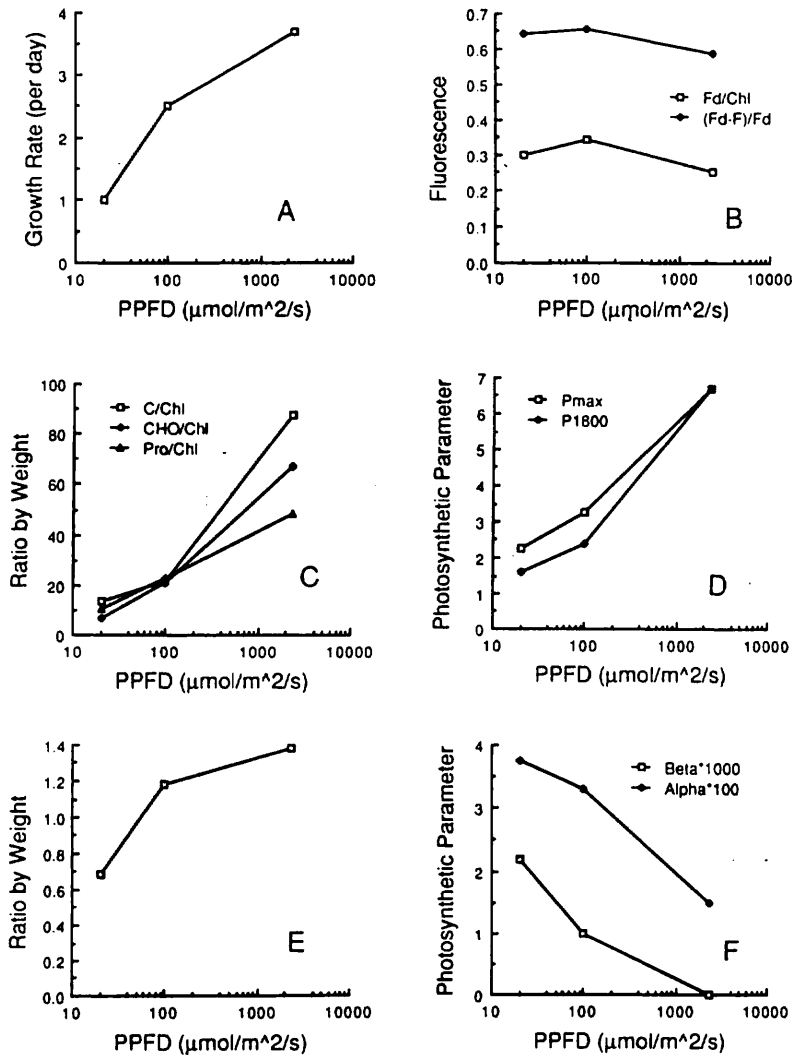 4
3
2
1
0
Growth Rate (per day)
A
10
100
1000
10000
PPFD (µmol/m^2/s)
0.7
0.6
0.5
0.4
0.3
0.2
0.1
0.0
Fluorescence
Fd/Chl
(Fd-F)/Fd
B
10
100
1000
10000
PPFD (µmol/m^2/s)
100
80
60
40
20
0
Ratio by Weight
C/Chl
CHO/Chl
Pro/Chl
C
10
100
1000
10000
PPFD (µmol/m^2/s)
7
6
5
4
3
2
1
0
Photosynthetic Parameter
Pmax
P1800
D
10
100
1000
10000
PPFD (µmol/m^2/s)
1.4
1.2
1.0
0.8
0.6
0.4
0.2
0.0
Ratio by Weight
E
10
100
1000
10000
PPFD (µmol/m^2/s)
4
3
2
1
0
Photosynthetic Parameter
Beta*1000
Alpha*100
F
10
100
1000
10000
PPFD (µmol/m^2/s)